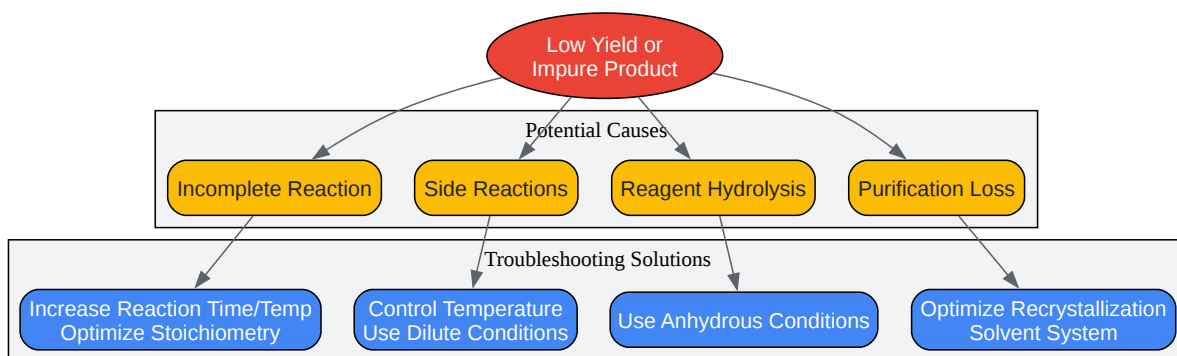 Low Yield or
Impure Product
Potential Causes
Incomplete Reaction
Side Reactions
Reagent Hydrolysis
Purification Loss
Troubleshooting Solutions
Increase Reaction Time/Temp
Optimize Stoichiometry
Control Temperature
Use Dilute Conditions
Use Anhydrous Conditions
Optimize Recrystallization
Solvent System